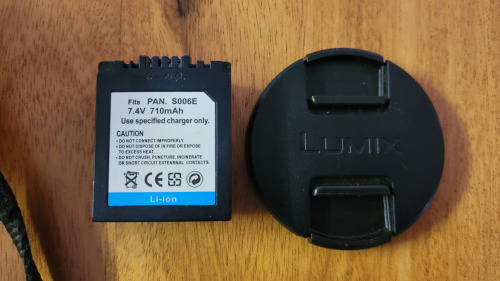 Fits PAN. S006E
7.4V 710mAh
Use specified charger only.
CAUTION
• DO NOT CONNECT IMPROPERLY.
• DO NOT DISPOSE OF IN FIRE OR EXPOSE
TO EXCESS HEAT.
• DO NOT CRUSH, PUNCTURE, INCINERATE
OR SHORT CIRCUIT EXTERNNAL CONTACTS.
CE
Li-ion
LUMIX